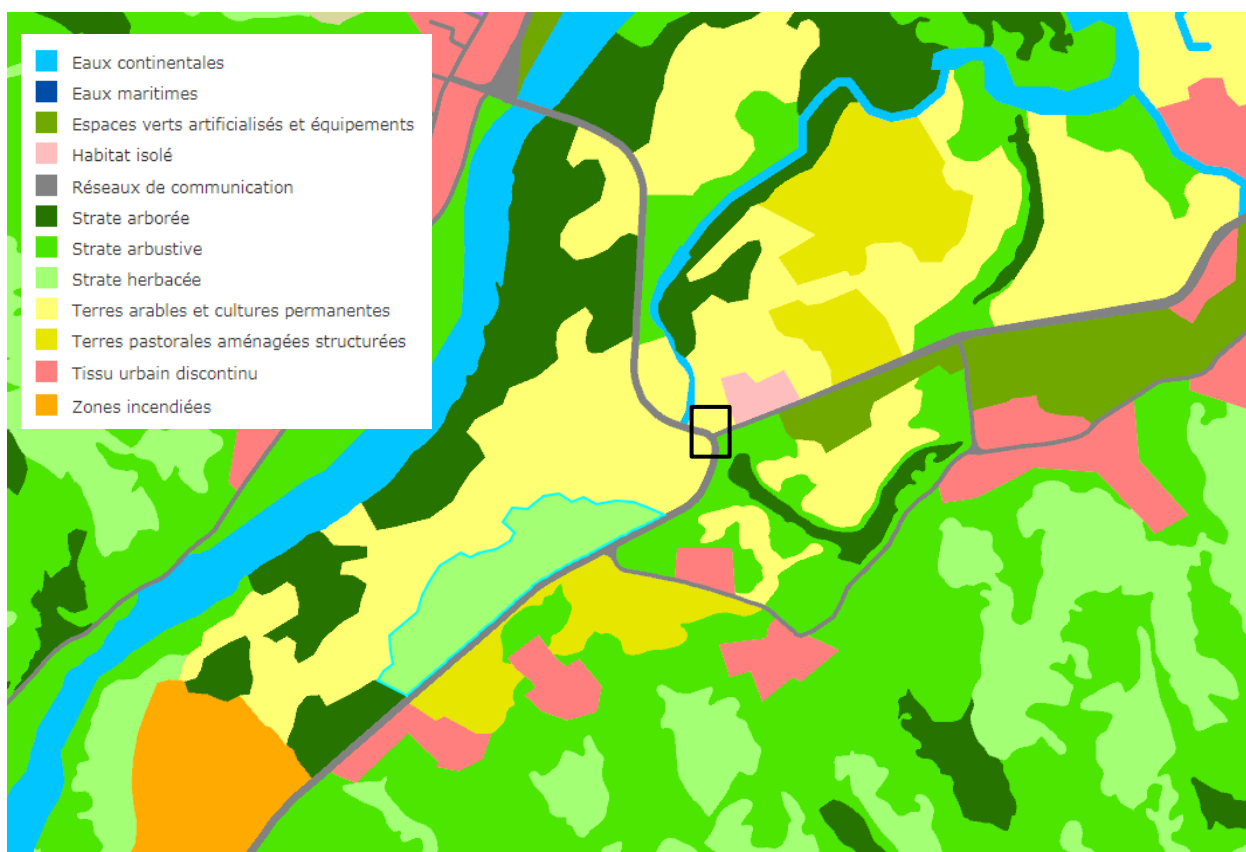 Eaux continentales
Eaux maritimes
Espaces verts artificialisés et équipements
Habitat isolé
Réseaux de communication
Strate arborée
Strate arbustive
Strate herbacée
Terres arables et cultures permanentes
Terres pastorales aménagées structurées
Tissu urbain discontinu
Zones incendiées